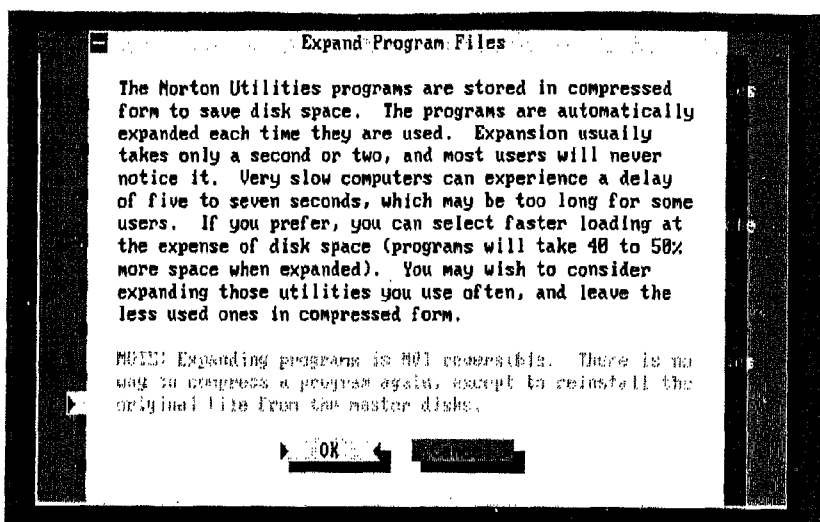 Expand Program Files
The Norton Utilities programs are stored in compressed
form to save disk space.  The programs are automatically
expanded each time they are used.  Expansion usually
takes only a second or two, and most users will never
notice it.  Very slow computers can experience a delay
of five to seven seconds, which may be too long for some
users.  If you prefer, you can select faster loading at
the expense of disk space (programs will take 40 to 50%
more space when expanded).  You may wish to consider
expanding those utilities you use often, and leave the
less used ones in compressed form.
NOTE: Expanding programs is NOT reversible.  There is no
way to compress a program again, except to reinstall the
original file from the master disks.
OK